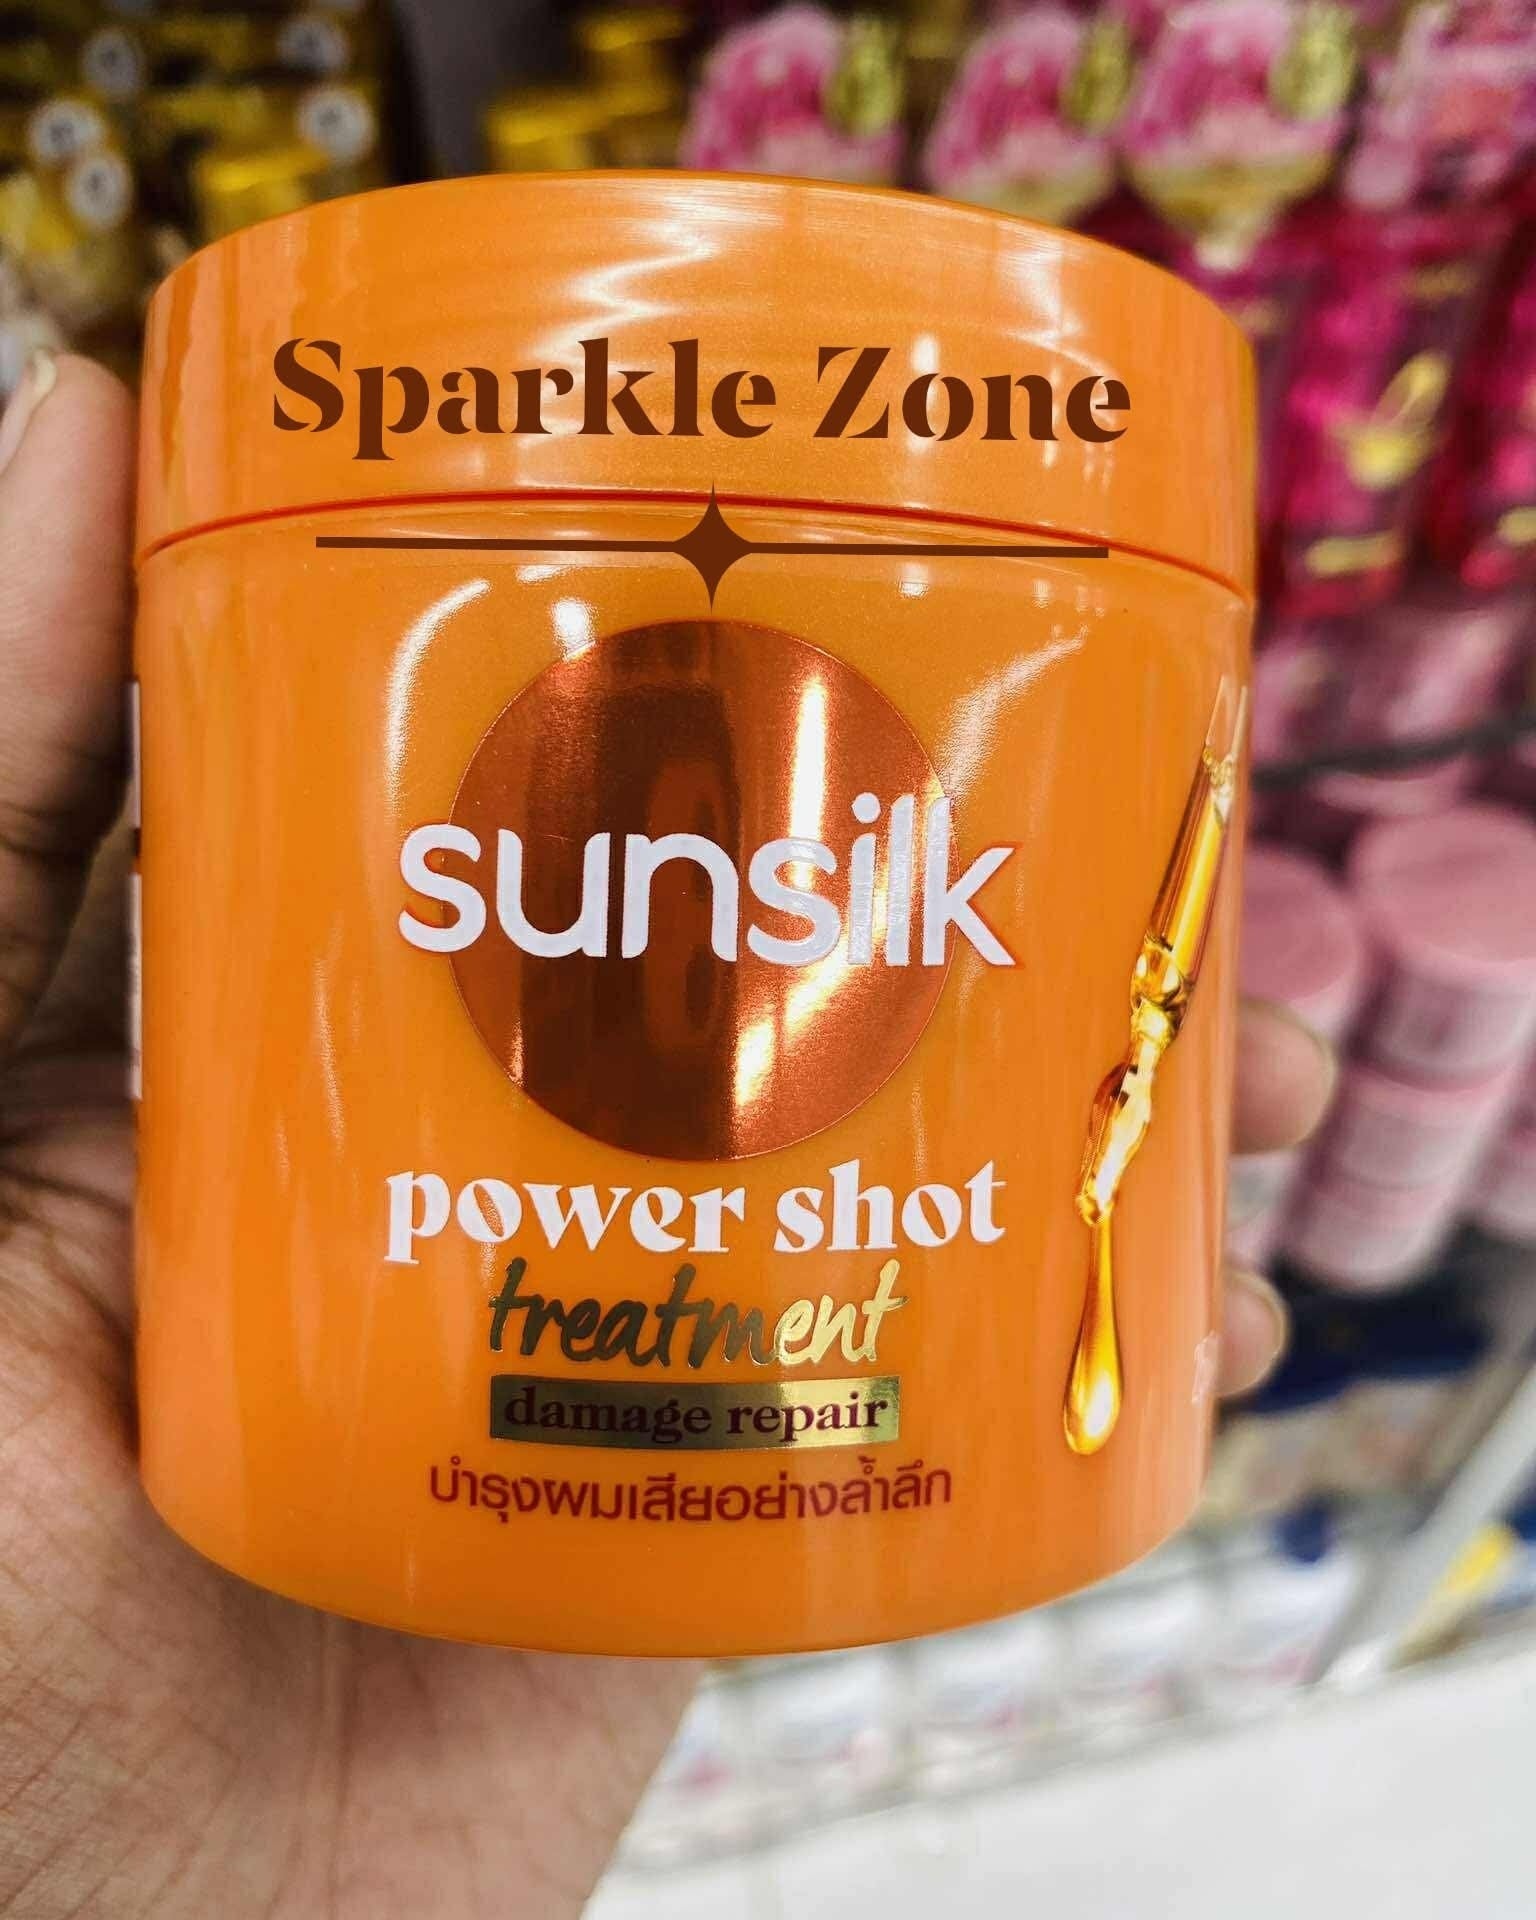 Sparkle Zone
sunsilk
power shot
treatment
damage repair
บำรุงผมเสียอย่างล้ำลึก